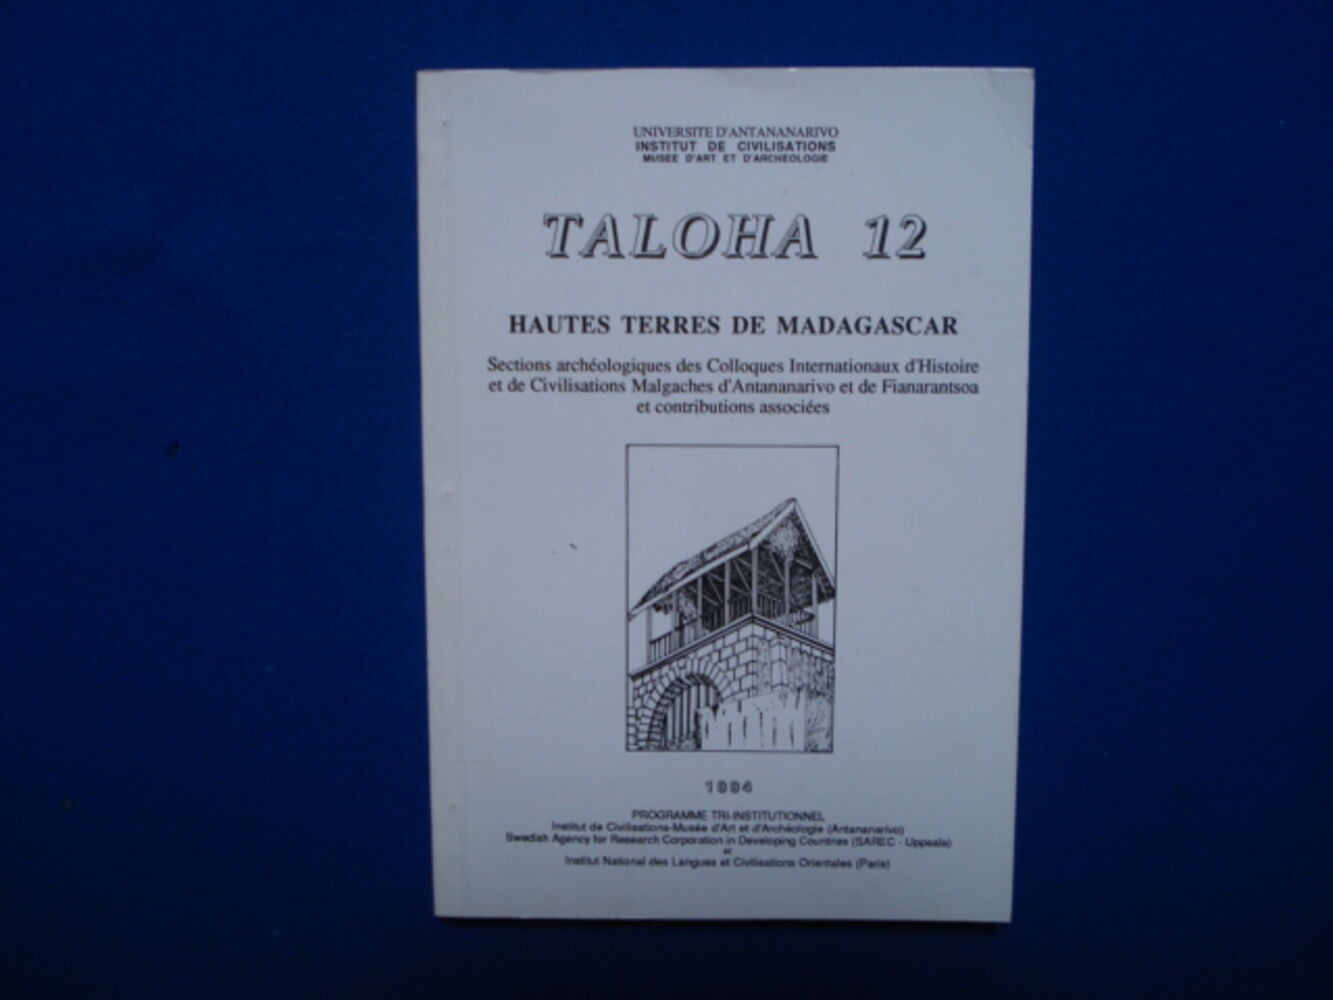 UNIVERSITE D'ANTANANARIVO
INSTITUT DE CIVILISATIONS
MUSEE D'ART ET D'ARCHEOLOGIE
TALOHA 12
HAUTES TERRES DE MADAGASCAR
Sections archéologiques des Colloques Internationaux d'Histoire
et de Civilisations Malgaches d'Antananarivo et de Fianarantsoa
et contributions associées
1994
PROGRAMME TRI-INSTITUTIONNEL
Institut de Civilisations-Musée d'Art et d'Archéologie (Antananarivo)
Swedish Agency for Research Corporation in Developing Countries (SAREC - Uppsala)
et
Institut National des Langues et Civilisations Orientales (Paris)